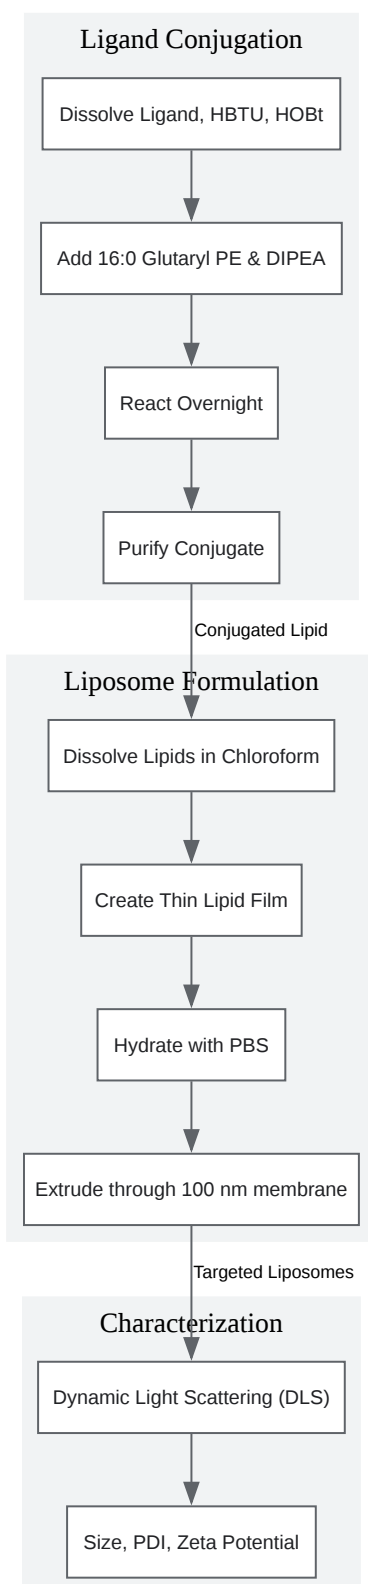 Ligand Conjugation
Dissolve Ligand, HBTU, HOBt
Add 16:0 Glutaryl PE & DIPEA
React Overnight
Purify Conjugate
Conjugated Lipid
Liposome Formulation
Dissolve Lipids in Chloroform
Create Thin Lipid Film
Hydrate with PBS
Extrude through 100 nm membrane
Targeted Liposomes
Characterization
Dynamic Light Scattering (DLS)
Size, PDI, Zeta Potential